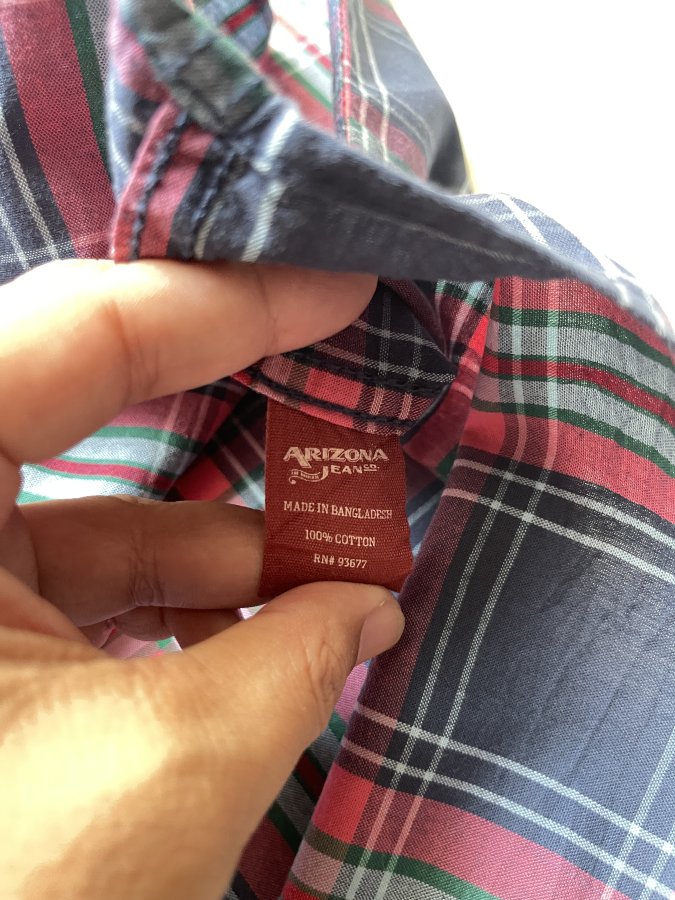 ARIZONA
JEAN CO.
MADE IN BANGLADESH
100% COTTON
RN# 93677